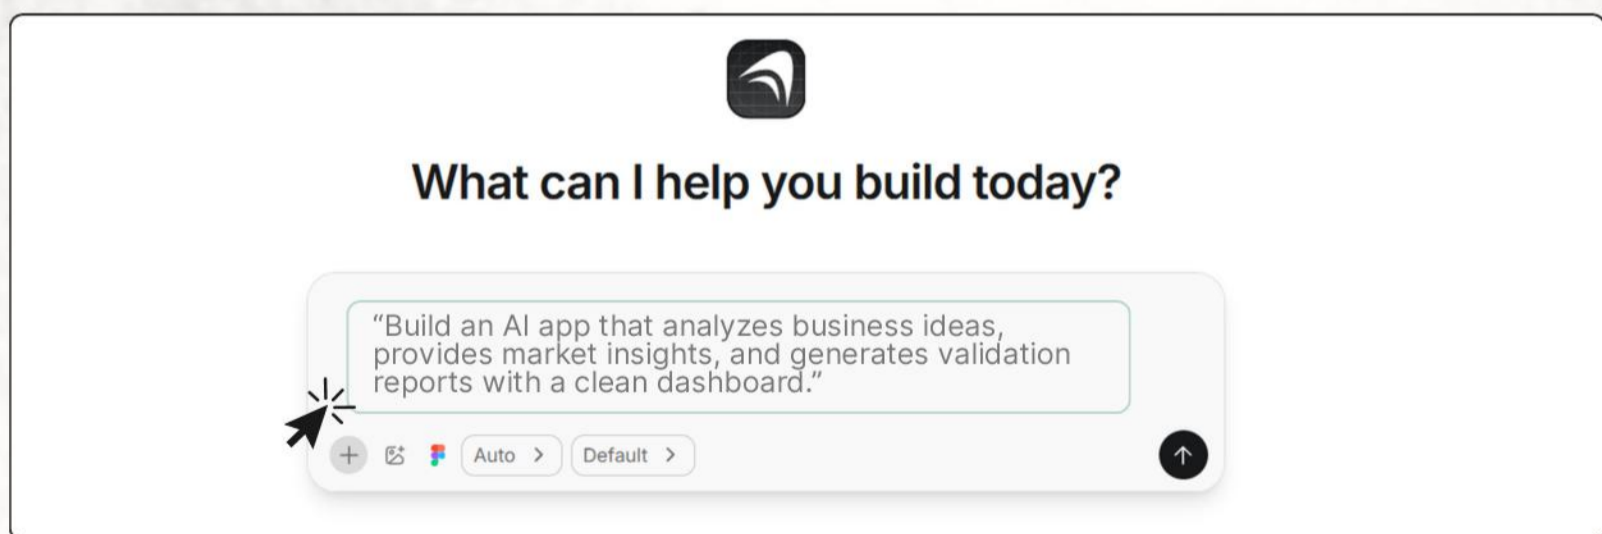 What can I help you build today?
“Build an AI app that analyzes business ideas,
provides market insights, and generates validation
reports with a clean dashboard.”
Auto
Default